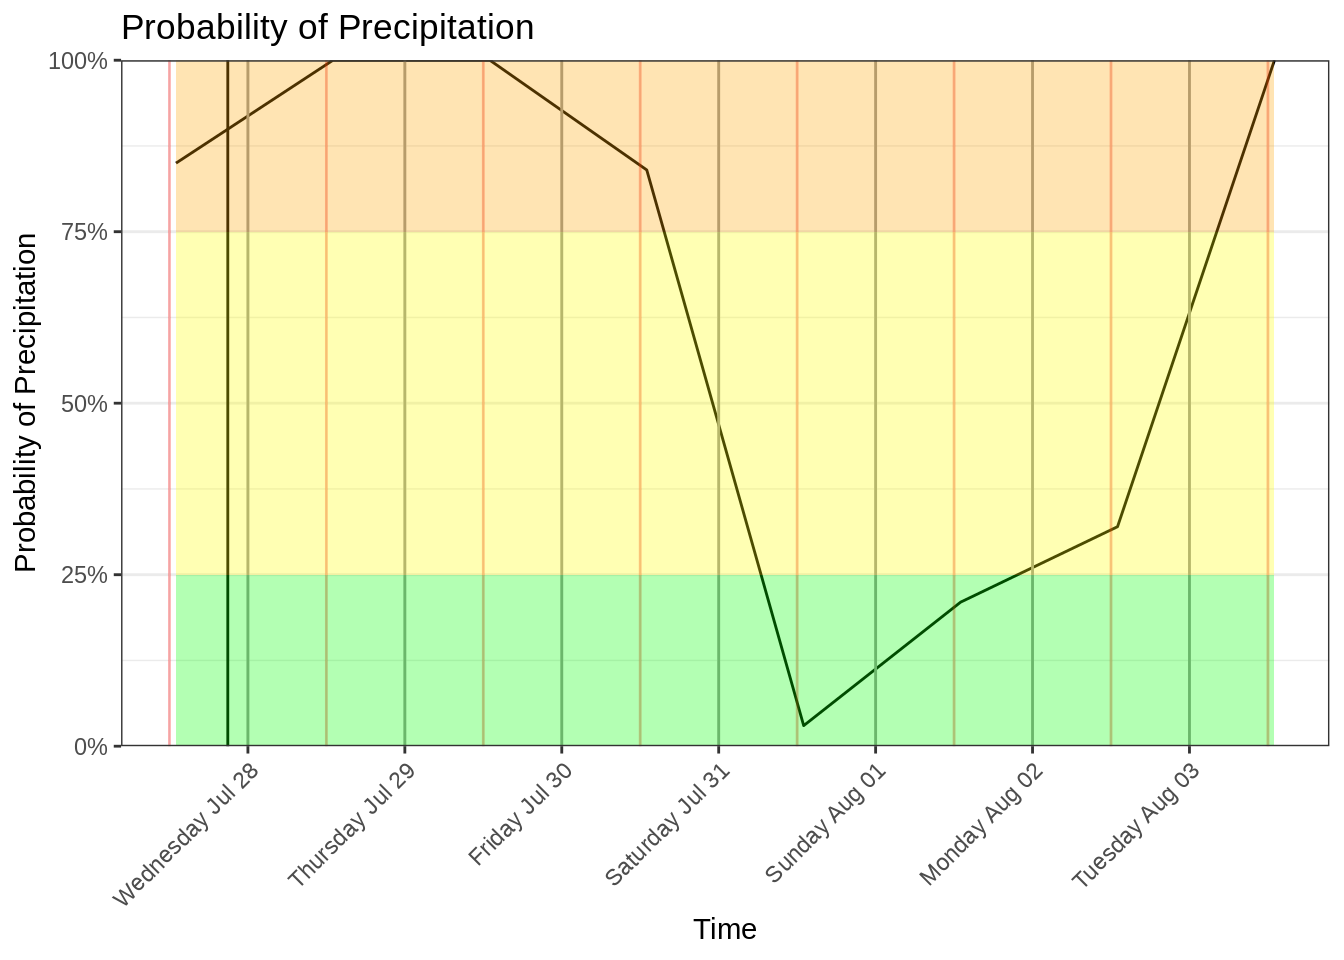 Probability of Precipitation
Probability of Precipitation
100%
75%
50%
25%
0%
Wednesday Jul 28
Thursday Jul 29
Friday Jul 30
Saturday Jul 31
Sunday Aug 01
Monday Aug 02
Tuesday Aug 03
Time